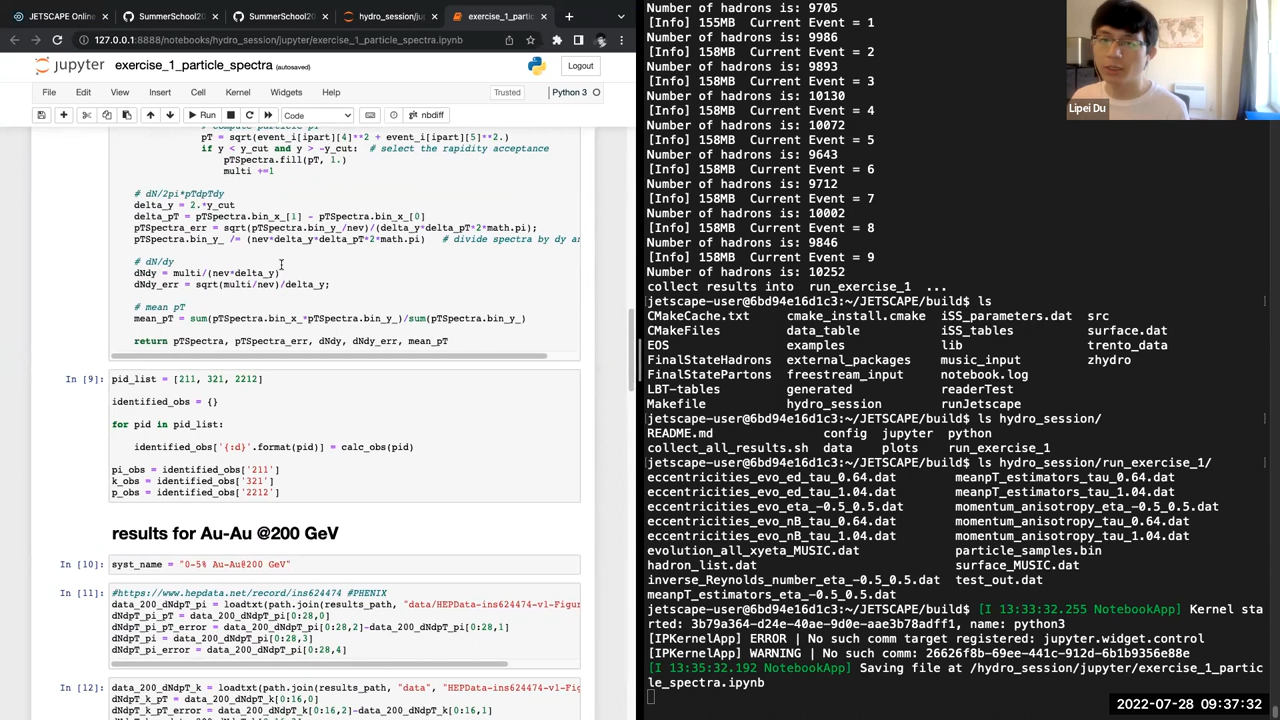 JETSCAPE Online
SummerSchool20
SummerSchool20
hydro_session/ju
exercise_1_partic
127.0.0.1:8888/notebooks/hydro_session/jupyter/exercise_1_particle_spectra.ipynb
jupyter exercise_1_particle_spectra (autosaved)
Logout
File Edit View Insert Cell Kernel Widgets Help
Trusted
Python 3
Run
Code
nbdiff
pT = sqrt(event_i[ipart][4]**2 + event_i[ipart][5]**2.)
if y < y_cut and y > -y_cut: # select the rapidity acceptance
pTSpectra.fill(pT, 1.)
multi +=1
# dN/2pi*pTdpTdy
delta_y = 2.*y_cut
delta_pT = pTSpectra.bin_x_[1] - pTSpectra.bin_x_[0]
pTSpectra_err = sqrt(pTSpectra.bin_y_/nev)/(delta_y*delta_pT*2*math.pi);
pTSpectra.bin_y_ /= (nev*delta_y*delta_pT*2*math.pi) # divide spectra by dy an
# dN/dy
dNdy = multi/(nev*delta_y)
dNdy_err = sqrt(multi/nev)/delta_y;
# mean pT
mean_pT = sum(pTSpectra.bin_x_*pTSpectra.bin_y_)/sum(pTSpectra.bin_y_)
return pTSpectra, pTSpectra_err, dNdy, dNdy_err, mean_pT
In [9]: pid_list = [211, 321, 2212]
identified_obs = {}
for pid in pid_list:
identified_obs['{:d}'.format(pid)] = calc_obs(pid)
pi_obs = identified_obs['211']
k_obs = identified_obs['321']
p_obs = identified_obs['2212']
results for Au-Au @200 GeV
In [10]: syst_name = "0-5% Au-Au@200 GeV"
In [11]: #https://www.hepdata.net/record/ins624474 #PHENIX
data_200_dNdpT_pi = loadtxt(path.join(results_path, "data/HEPData-ins624474-v1-Figur
dNdpT_pi_pT = data_200_dNdpT_pi[0:28,0]
dNdpT_pi_pT_error = data_200_dNdpT_pi[0:28,2]-data_200_dNdpT_pi[0:28,1]
dNdpT_pi = data_200_dNdpT_pi[0:28,3]
dNdpT_pi_error = data_200_dNdpT_pi[0:28,4]
In [12]: data_200_dNdpT_k = loadtxt(path.join(results_path, "data", "HEPData-ins624474-v1-Fig
dNdpT_k_pT = data_200_dNdpT_k[0:16,0]
dNdpT_k_pT_error = data_200_dNdpT_k[0:16,2]-data_200_dNdpT_k[0:16,1]
Number of hadrons is: 9705
[Info] 155MB Current Event = 1
Number of hadrons is: 9986
[Info] 158MB Current Event = 2
Number of hadrons is: 9893
[Info] 158MB Current Event = 3
Number of hadrons is: 10130
[Info] 158MB Current Event = 4
Number of hadrons is: 10072
[Info] 158MB Current Event = 5
Number of hadrons is: 9643
[Info] 158MB Current Event = 6
Number of hadrons is: 9712
[Info] 158MB Current Event = 7
Number of hadrons is: 10002
[Info] 158MB Current Event = 8
Number of hadrons is: 9846
[Info] 158MB Current Event = 9
Number of hadrons is: 10252
collect results into run_exercise_1 ...
jetscape-user@6bd94e16d1c3:~/JETSCAPE/build$ ls
CMakeCache.txt cmake_install.cmake iSS_parameters.dat src
CMakeFiles data_table iSS_tables surface.dat
EOS examples lib trento_data
FinalStateHadrons external_packages music_input zhydro
FinalStatePartons freestream_input notebook.log
LBT-tables generated readerTest
Makefile hydro_session runJetscape
jetscape-user@6bd94e16d1c3:~/JETSCAPE/build$ ls hydro_session/
README.md config jupyter python
collect_all_results.sh data plots run_exercise_1
jetscape-user@6bd94e16d1c3:~/JETSCAPE/build$ ls hydro_session/run_exercise_1/
eccentricities_evo_ed_tau_0.64.dat meanpT_estimators_tau_0.64.dat
eccentricities_evo_ed_tau_1.04.dat meanpT_estimators_tau_1.04.dat
eccentricities_evo_eta_-0.5_0.5.dat momentum_anisotropy_eta_-0.5_0.5.dat
eccentricities_evo_nB_tau_0.64.dat momentum_anisotropy_tau_0.64.dat
eccentricities_evo_nB_tau_1.04.dat momentum_anisotropy_tau_1.04.dat
evolution_all_xyeta_MUSIC.dat particle_samples.bin
hadron_list.dat surface_MUSIC.dat
inverse_Reynolds_number_eta_-0.5_0.5.dat test_out.dat
meanpT_estimators_eta_-0.5_0.5.dat
jetscape-user@6bd94e16d1c3:~/JETSCAPE/build$ [I 13:33:32.255 NotebookApp] Kernel sta
rted: 3b79a364-d24e-40ae-9d0e-aae3b78adff1, name: python3
[IPKernelApp] ERROR | No such comm target registered: jupyter.widget.control
[IPKernelApp] WARNING | No such comm: 26626f8b-69ee-441c-912d-6b1b9356e88e
[I 13:35:32.192 NotebookApp] Saving file at /hydro_session/jupyter/exercise_1_partic
le_spectra.ipynb
Lipei Du
2022-07-28 09:37:32